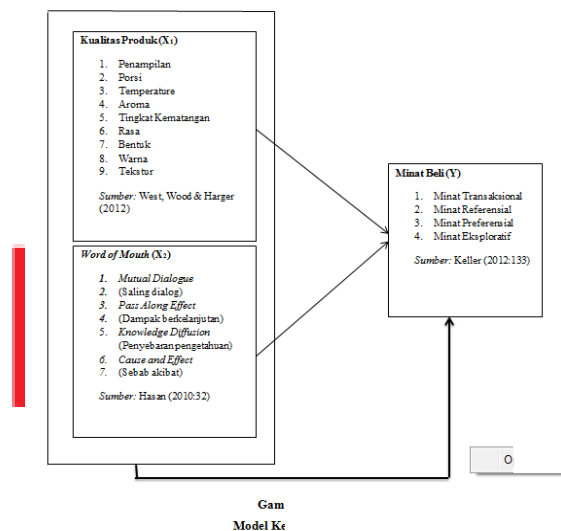 Kualitas Produk (X1)
1. Penampilan
2. Porsi
3. Temperature
4. Aroma
5. Tingkat Kematangan
6. Rasa
7. Bentuk
8. Warna
9. Tekstur
Sumber: West, Wood & Harger
(2012)
Word of Mouth (X2)
1. Mutual Dialogue
2. (Saling dialog)
3. Pass Along Effect
4. (Dampak berkelanjutan)
5. Knowledge Diffusion
(Penyebaran pengetahuan)
6. Cause and Effect
7. (Sebab akibat)
Sumber: Hasan (2010:32)
Minat Beli (Y)
1. Minat Transaksional
2. Minat Referensial
3. Minat Preferensial
4. Minat Eksploratif
Sumber: Keller (2012:133)
O
Gam
Model Ke